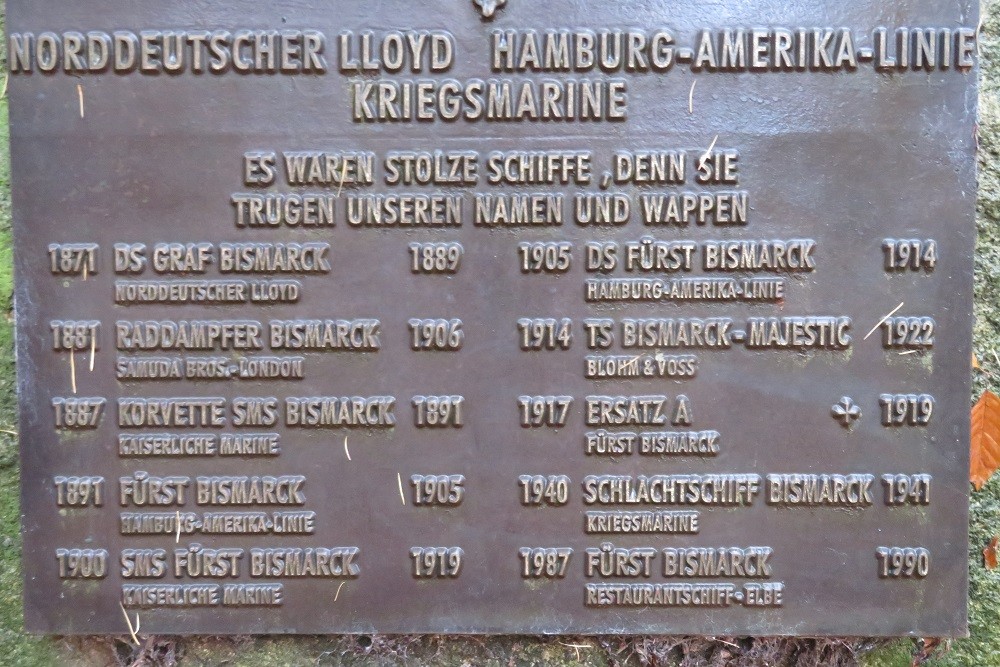 NORDDEUTSCHER LLOYD HAMBURG-AMERIKA-LINIE
KRIEGSMARINE
ES WAREN STOLZE SCHIFFE, DENN SIE
TRUGEN UNSEREN NAMEN UND WAPPEN
1871 DS GRAF BISMARCK 1889
NORDDEUTSCHER LLOYD
1881 RADDAMPFER BISMARCK 1906
SAMUDA BROS.-LONDON
1887 KORVETTE SMS BISMARCK 1891
KAISERLICHE MARINE
1891 FÜRST BISMARCK 1905
HAMBURG-AMERIKA-LINIE
1900 SMS FÜRST BISMARCK 1919
KAISERLICHE MARINE
1905 DS FÜRST BISMARCK 1914
HAMBURG-AMERIKA-LINIE
1914 TS BISMARCK-MAJESTIC 1922
BLOHM & VOSS
1917 ERSATZ A 1919
FÜRST BISMARCK
1940 SCHLACHTSCHIFF BISMARCK 1941
KRIEGSMARINE
1987 FÜRST BISMARCK 1990
RESTAURANTSCHIFF-ELBE